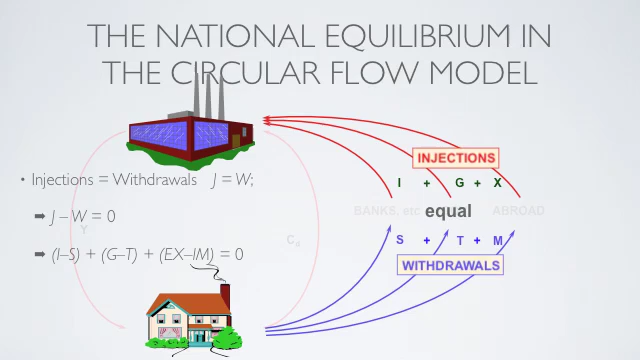 THE NATIONAL EQUILIBRIUM IN
THE CIRCULAR FLOW MODEL
• Injections = Withdrawals J = W;
➡ J – W = 0
➡ (I–S) + (G–T) + (EX–IM) = 0
Y
C_d
INJECTIONS
I + G + X
BANKS, etc equal ABROAD
S + T + M
WITHDRAWALS